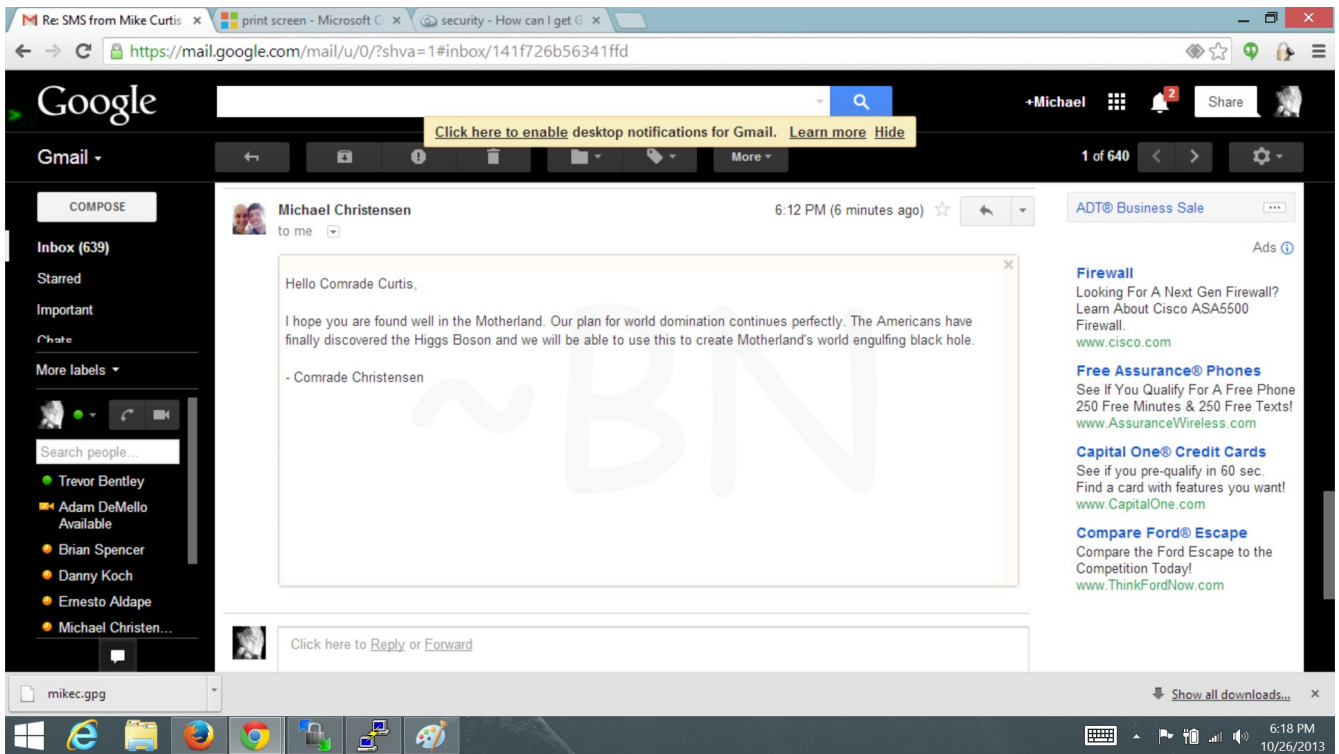 Re: SMS from Mike Curtis
print screen - Microsoft C
security - How can I get G
https://mail.google.com/mail/u/0/?shva=1#inbox/141f726b56341ffd
Google
+Michael
2
Share
Click here to enable desktop notifications for Gmail. Learn more Hide
Gmail
More
1 of 640
COMPOSE
Inbox (639)
Starred
Important
Chats
More labels
Search people...
Trevor Bentley
Adam DeMello
Available
Brian Spencer
Danny Koch
Ernesto Aldape
Michael Christen...
Michael Christensen
6:12 PM (6 minutes ago)
to me
Hello Comrade Curtis,
I hope you are found well in the Motherland. Our plan for world domination continues perfectly. The Americans have
finally discovered the Higgs Boson and we will be able to use this to create Motherland's world engulfing black hole.
- Comrade Christensen
~BN
Click here to Reply or Forward
ADT® Business Sale
Ads
Firewall
Looking For A Next Gen Firewall?
Learn About Cisco ASA5500
Firewall.
www.cisco.com
Free Assurance® Phones
See If You Qualify For A Free Phone
250 Free Minutes & 250 Free Texts!
www.AssuranceWireless.com
Capital One® Credit Cards
See if you pre-qualify in 60 sec.
Find a card with features you want!
www.CapitalOne.com
Compare Ford® Escape
Compare the Ford Escape to the
Competition Today!
www.ThinkFordNow.com
mikec.gpg
Show all downloads...
6:18 PM
10/26/2013